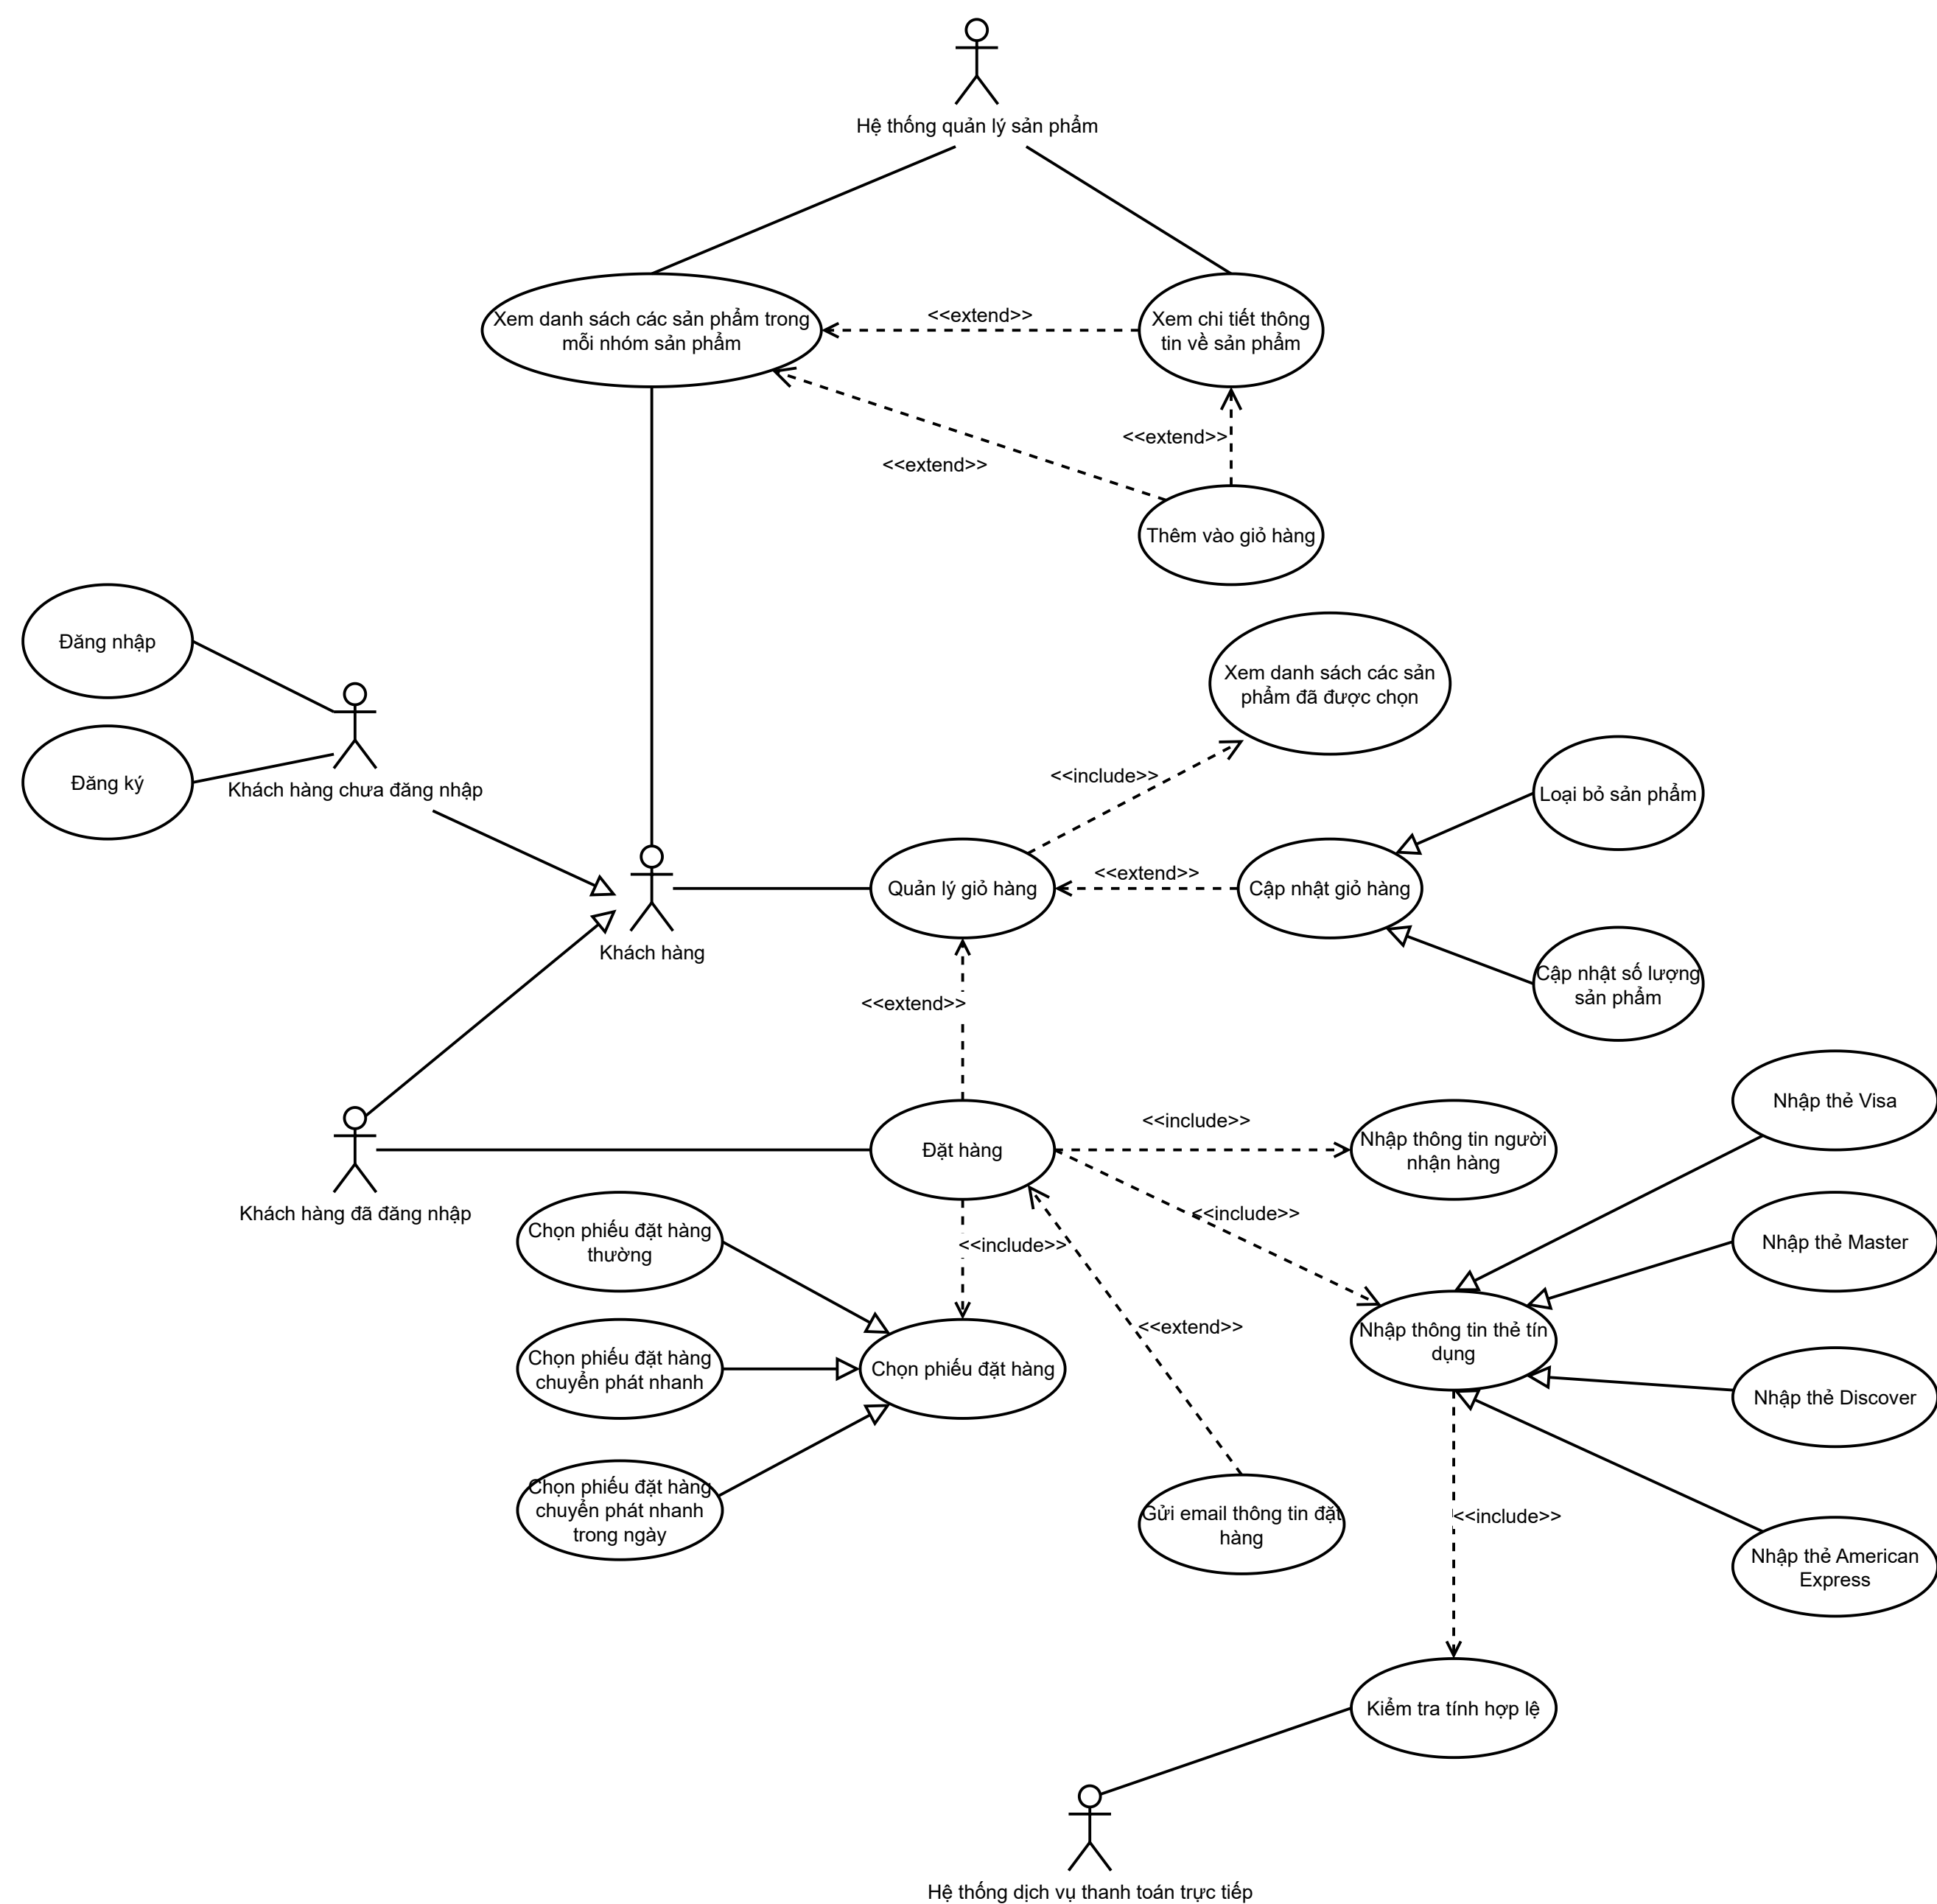 Hệ thống quản lý sản phẩm
Xem danh sách các sản phẩm trong
mỗi nhóm sản phẩm
<<extend>>
Xem chi tiết thông
tin về sản phẩm
<<extend>>
<<extend>>
Thêm vào giỏ hàng
Đăng nhập
Đăng ký
Khách hàng chưa đăng nhập
Xem danh sách các sản
phẩm đã được chọn
<<include>>
Loại bỏ sản phẩm
Khách hàng
Quản lý giỏ hàng
<<extend>>
Cập nhật giỏ hàng
Cập nhật số lượng
sản phẩm
<<extend>>
Khách hàng đã đăng nhập
Đặt hàng
<<include>>
Nhập thông tin người
nhận hàng
Nhập thẻ Visa
<<include>>
<<include>>
Nhập thẻ Master
Chọn phiếu đặt hàng
thường
Chọn phiếu đặt hàng
chuyển phát nhanh
Chọn phiếu đặt hàng
<<extend>>
Nhập thông tin thẻ tín
dụng
Nhập thẻ Discover
Chọn phiếu đặt hàng
chuyển phát nhanh
trong ngày
Gửi email thông tin đặt
hàng
<<include>>
Nhập thẻ American
Express
Kiểm tra tính hợp lệ
Hệ thống dịch vụ thanh toán trực tiếp